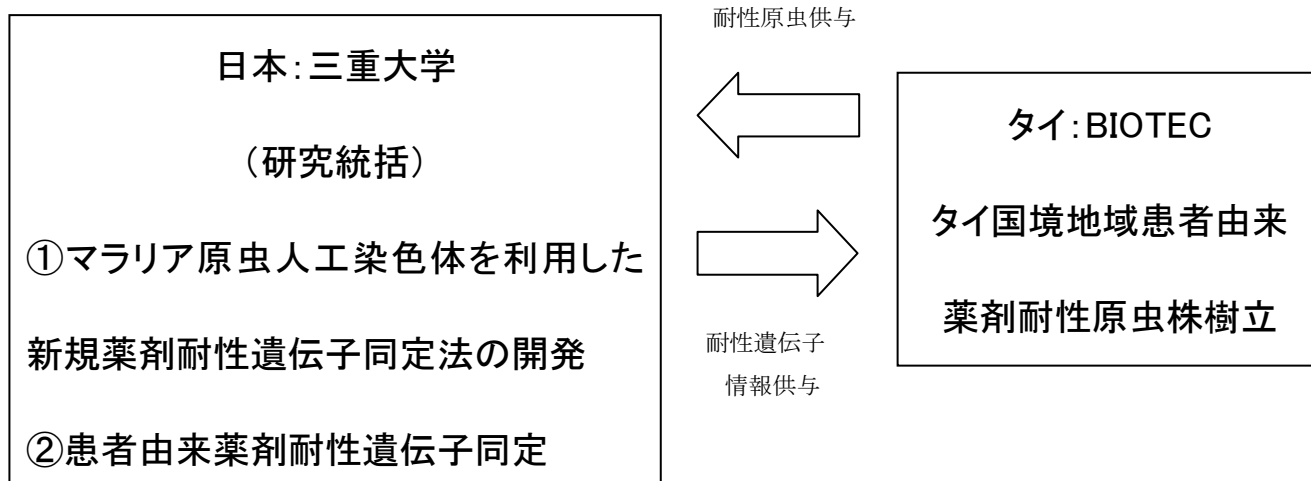 耐性原虫供与
日本:三重大学
(研究統括)
①マラリア原虫人工染色体を利用した
新規薬剤耐性遺伝子同定法の開発
②患者由来薬剤耐性遺伝子同定
タイ:BIOTEC
タイ国境地域患者由来
薬剤耐性原虫株樹立
耐性遺伝子
情報供与